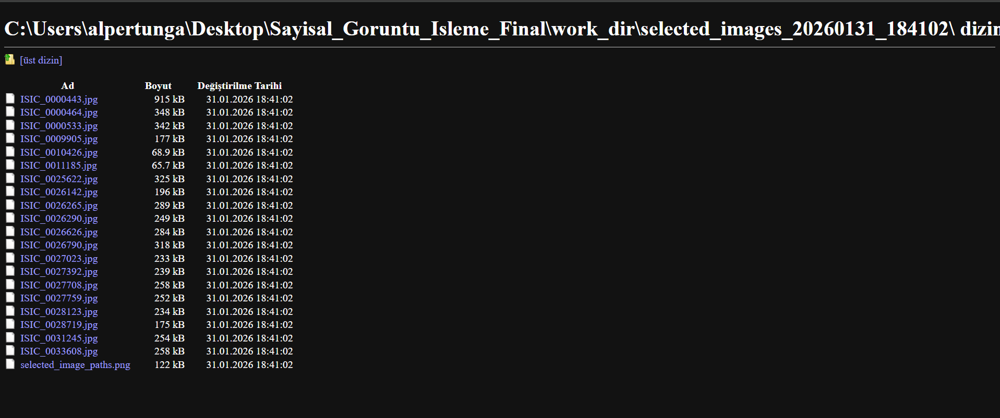 C:\Users\alpertunga\Desktop\Sayisal_Goruntu_Isleme_Final\work_dir\selected_images_20260131_184102\ dizin
[üst dizin]
Ad Boyut Değiştirilme Tarihi
ISIC_0000443.jpg 915 kB 31.01.2026 18:41:02
ISIC_0000464.jpg 348 kB 31.01.2026 18:41:02
ISIC_0000533.jpg 342 kB 31.01.2026 18:41:02
ISIC_0009905.jpg 177 kB 31.01.2026 18:41:02
ISIC_0010426.jpg 68.9 kB 31.01.2026 18:41:02
ISIC_0011185.jpg 65.7 kB 31.01.2026 18:41:02
ISIC_0025622.jpg 325 kB 31.01.2026 18:41:02
ISIC_0026142.jpg 196 kB 31.01.2026 18:41:02
ISIC_0026265.jpg 289 kB 31.01.2026 18:41:02
ISIC_0026290.jpg 249 kB 31.01.2026 18:41:02
ISIC_0026626.jpg 284 kB 31.01.2026 18:41:02
ISIC_0026790.jpg 318 kB 31.01.2026 18:41:02
ISIC_0027023.jpg 233 kB 31.01.2026 18:41:02
ISIC_0027392.jpg 239 kB 31.01.2026 18:41:02
ISIC_0027708.jpg 258 kB 31.01.2026 18:41:02
ISIC_0027759.jpg 252 kB 31.01.2026 18:41:02
ISIC_0028123.jpg 234 kB 31.01.2026 18:41:02
ISIC_0028719.jpg 175 kB 31.01.2026 18:41:02
ISIC_0031245.jpg 254 kB 31.01.2026 18:41:02
ISIC_0033608.jpg 258 kB 31.01.2026 18:41:02
selected_image_paths.png 122 kB 31.01.2026 18:41:02